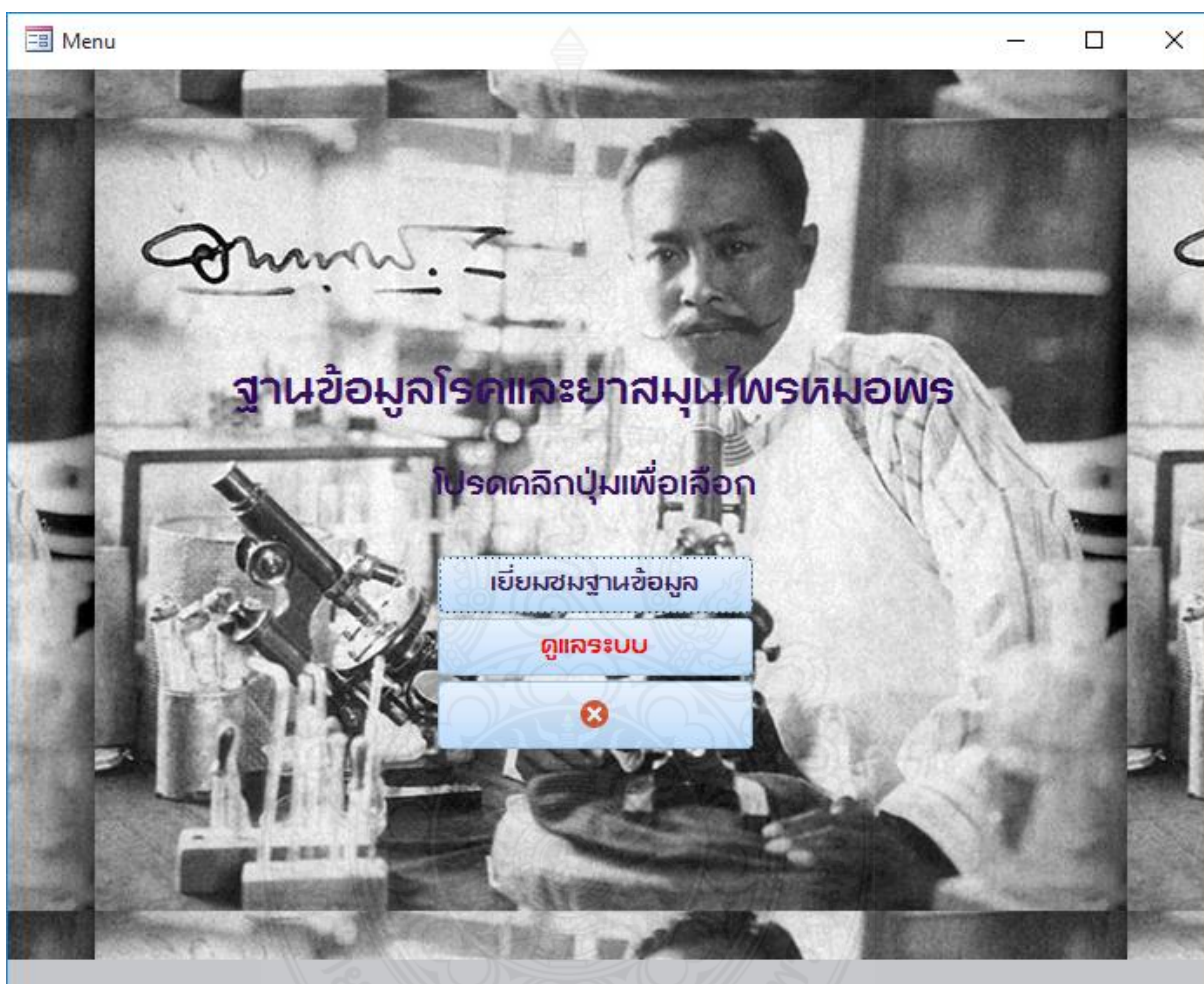 Menu
ฐานข้อมูลโรคและยาสมุนไพรหมอพร
โปรดคลิกปุ่มเพื่อเลือก
เยี่ยมชมฐานข้อมูล
ดูแลระบบ